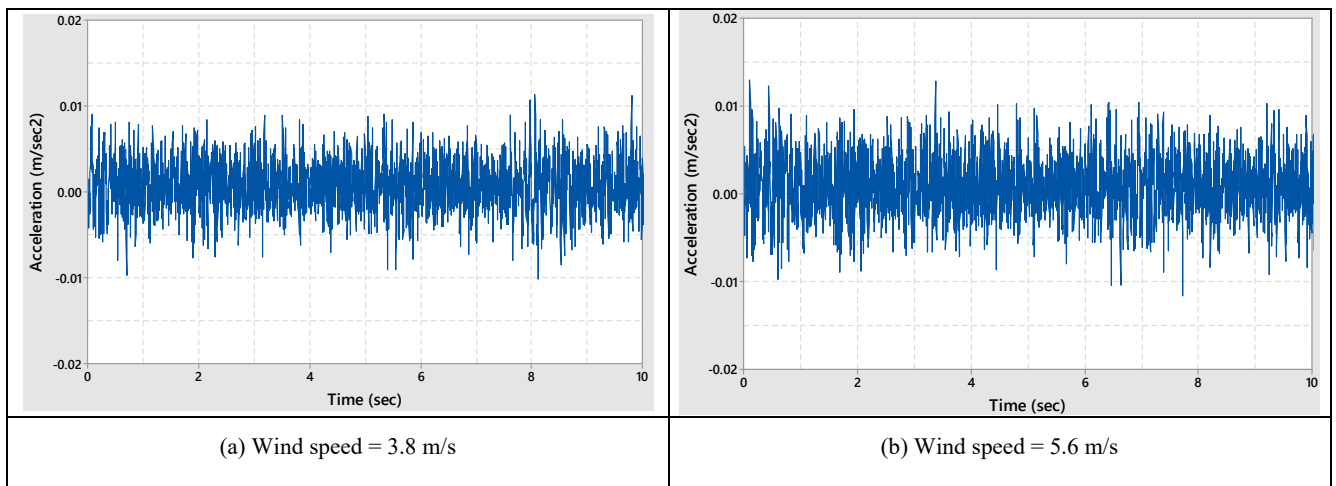 0.02
0.01
0.00
-0.01
-0.02
Acceleration (m/sec2)
0 2 4 6 8 10
Time (sec)
(a) Wind speed = 3.8 m/s
0.02
0.01
0.00
-0.01
-0.02
Acceleration (m/sec2)
0 2 4 6 8 10
Time (sec)
(b) Wind speed = 5.6 m/s